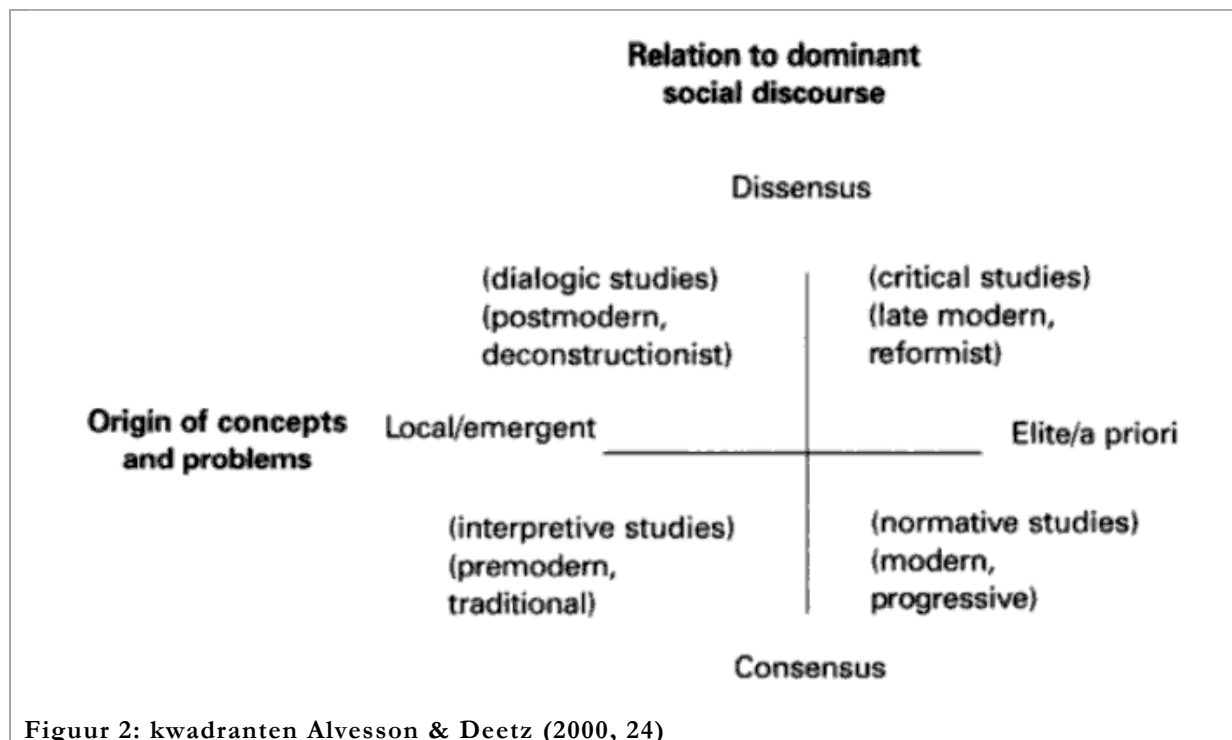 Relation to dominant
social discourse
Dissensus
(dialogic studies)
(postmodern,
deconstructionist)
(critical studies)
(late modern,
reformist)
Origin of concepts
and problems
Local/emergent
Elite/a priori
(interpretive studies)
(premodern,
traditional)
(normative studies)
(modern,
progressive)
Consensus
Figuur 2: kwadranten Alvesson & Deetz (2000, 24)